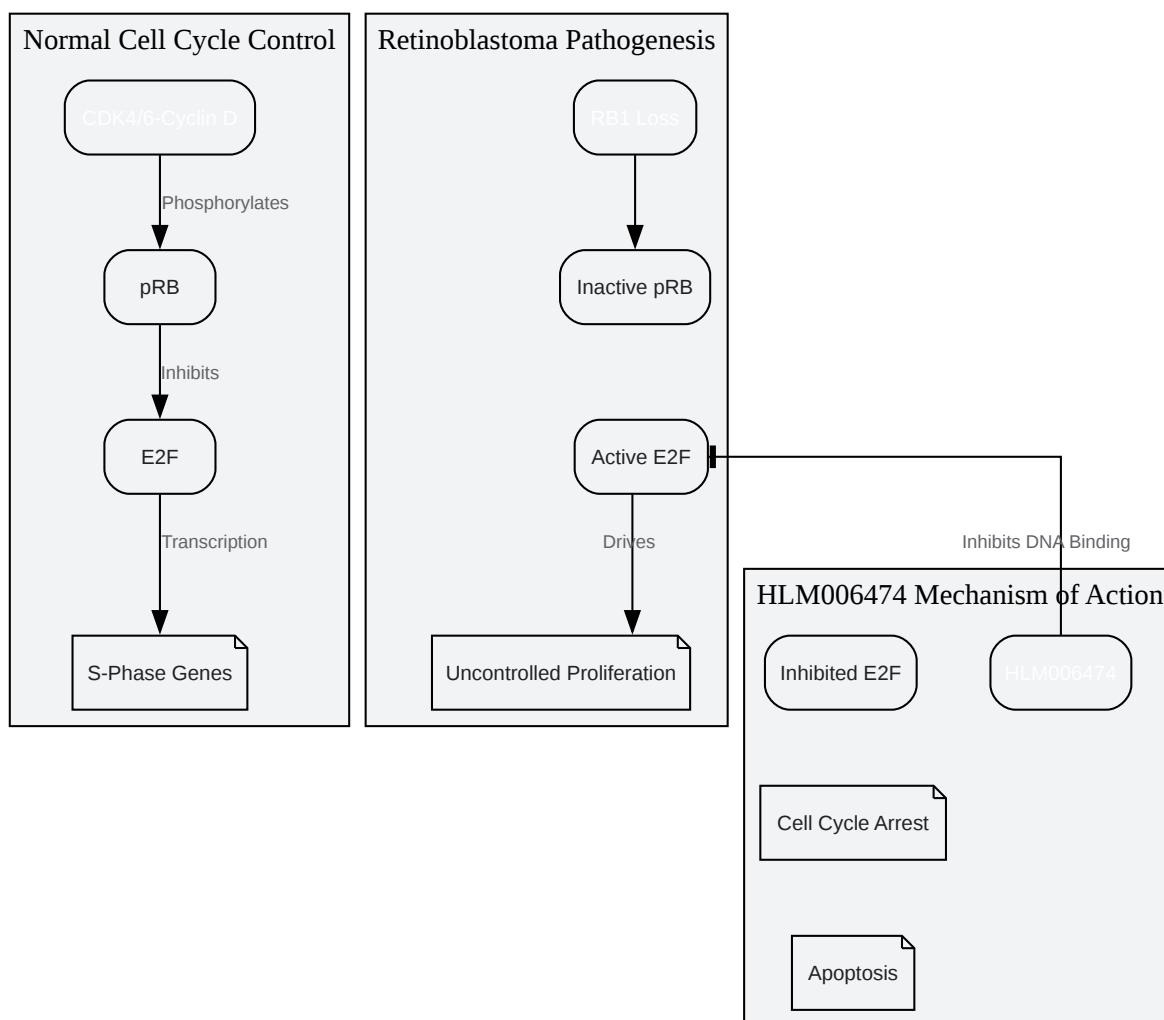 Normal Cell Cycle Control
CDK4/6-Cyclin D
Phosphorylates
pRB
Inhibits
E2F
Transcription
S-Phase Genes
Retinoblastoma Pathogenesis
RB1 Loss
Inactive pRB
Active E2F
Drives
Uncontrolled Proliferation
Inhibits DNA Binding
HLM006474 Mechanism of Action
Inhibited E2F
HLM006474
Cell Cycle Arrest
Apoptosis